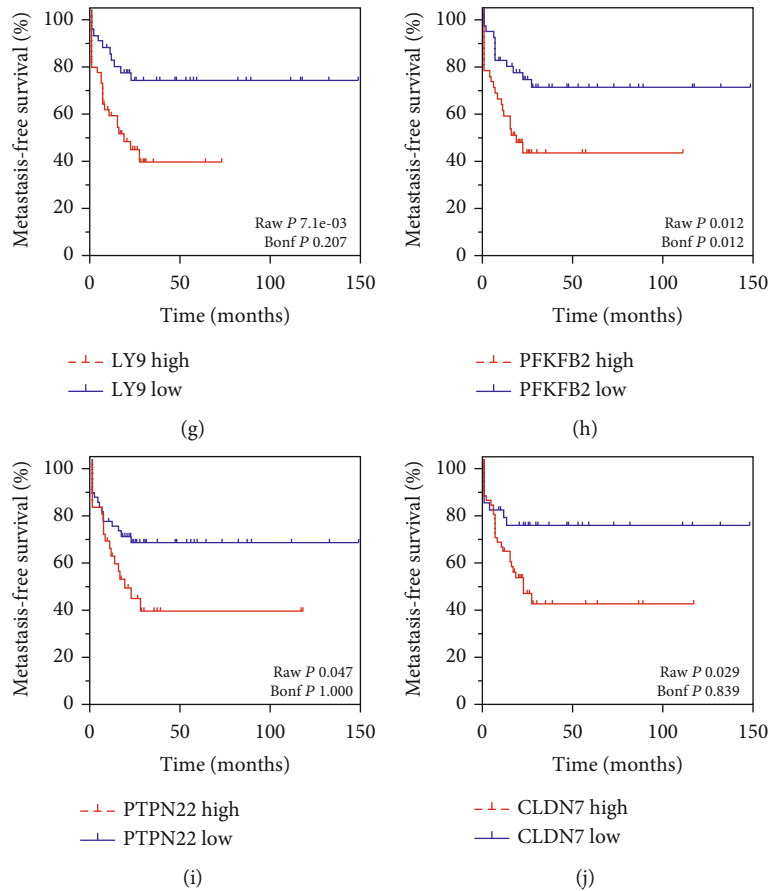 100
80
60
40
20
0
Metastasis-free survival (%)
Raw P 7.1e-03
Bonf P 0.207
0 50 100 150
Time (months)
LY9 high
LY9 low
(g)
100
80
60
40
20
0
Metastasis-free survival (%)
Raw P 0.012
Bonf P 0.012
0 50 100 150
Time (months)
PFKFB2 high
PFKFB2 low
(h)
100
80
60
40
20
0
Metastasis-free survival (%)
Raw P 0.047
Bonf P 1.000
0 50 100 150
Time (months)
PTPN22 high
PTPN22 low
(i)
100
80
60
40
20
0
Metastasis-free survival (%)
Raw P 0.029
Bonf P 0.839
0 50 100 150
Time (months)
CLDN7 high
CLDN7 low
(j)